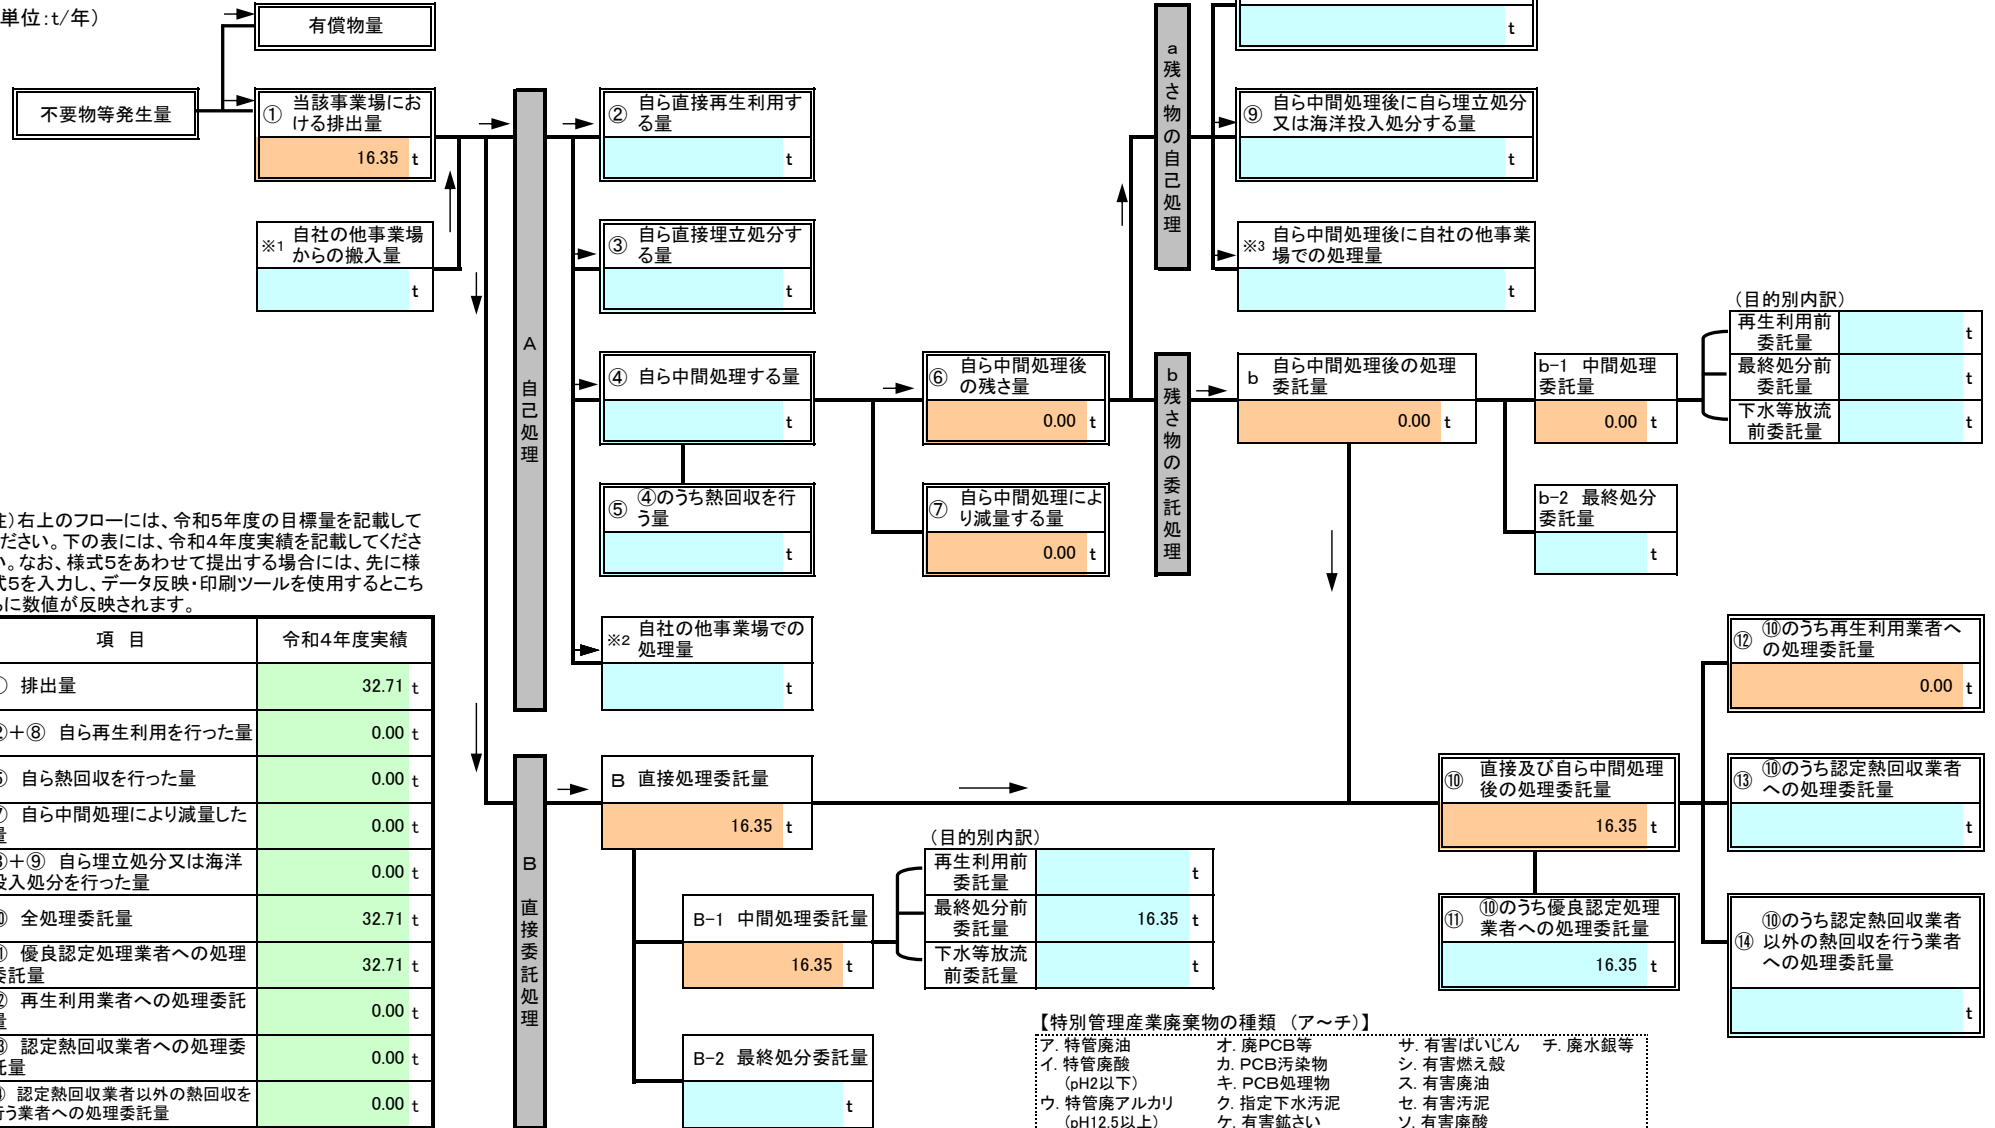 単位：t/年）
有償物量
不要物等発生量
① 当該事業場にお
ける排出量
16.35 t
※1 自社の他事業場
からの搬入量
t
A 自己処理
② 自ら直接再生利用す
る量
t
③ 自ら直接埋立処分す
る量
t
④ 自ら中間処理する量
t
⑤ ④のうち熱回収を行
う量
t
※2 自社の他事業場での
処理量
t
⑥ 自ら中間処理後
の残さ量
0.00 t
⑦ 自ら中間処理によ
り減量する量
0.00 t
a 残さ物の自己処理
t
⑨ 自ら中間処理後に自ら埋立処分
又は海洋投入処分する量
t
※3 自ら中間処理後に自社の他事業
場での処理量
t
b 残さ物の委託処理
b 自ら中間処理後の処理
委託量
0.00 t
b-1 中間処理
委託量
0.00 t
b-2 最終処分
委託量
t
（目的別内訳）
再生利用前
委託量
t
最終処分前
委託量
t
下水等放流
前委託量
t
）右上のフローには、令和5年度の目標量を記載して
ださい。下の表には、令和4年度実績を記載してくださ
。なお、様式5をあわせて提出する場合には、先に様
5を入力し、データ反映・印刷ツールを使用するとこち
に数値が反映されます。
項 目 令和4年度実績
排出量 32.71 t
＋⑧ 自ら再生利用を行った量 0.00 t
自ら熱回収を行った量 0.00 t
自ら中間処理により減量した
0.00 t
＋⑨ 自ら埋立処分又は海洋
投入処分を行った量 0.00 t
全処理委託量 32.71 t
優良認定処理業者への処理
委託量 32.71 t
再生利用業者への処理委託
0.00 t
認定熱回収業者への処理委
託量 0.00 t
認定熱回収業者以外の熱回収を
行う業者への処理委託量 0.00 t
B 直接委託処理
B 直接処理委託量
16.35 t
B-1 中間処理委託量
16.35 t
B-2 最終処分委託量
t
（目的別内訳）
再生利用前
委託量
t
最終処分前
委託量
16.35 t
下水等放流
前委託量
t
⑩ 直接及び自ら中間処理
後の処理委託量
16.35 t
⑪ ⑩のうち優良認定処理
業者への処理委託量
16.35 t
⑫ ⑩のうち再生利用業者へ
の処理委託量
0.00 t
⑬ ⑩のうち認定熱回収業者
への処理委託量
t
⑭ ⑩のうち認定熱回収業者
以外の熱回収を行う業者
への処理委託量
t
【特別管理産業廃棄物の種類 （ア～チ）】
ア. 特管廃油 オ. 廃PCB等 サ. 有害ばいじん チ. 廃水銀等
イ. 特管廃酸 カ. PCB汚染物 シ. 有害燃え殻
（pH2以下） キ. PCB処理物 ス. 有害廃油
ウ. 特管廃アルカリ ク. 指定下水汚泥 セ. 有害汚泥
（pH12.5以上） ケ. 有害鉱さい ソ. 有害廃酸